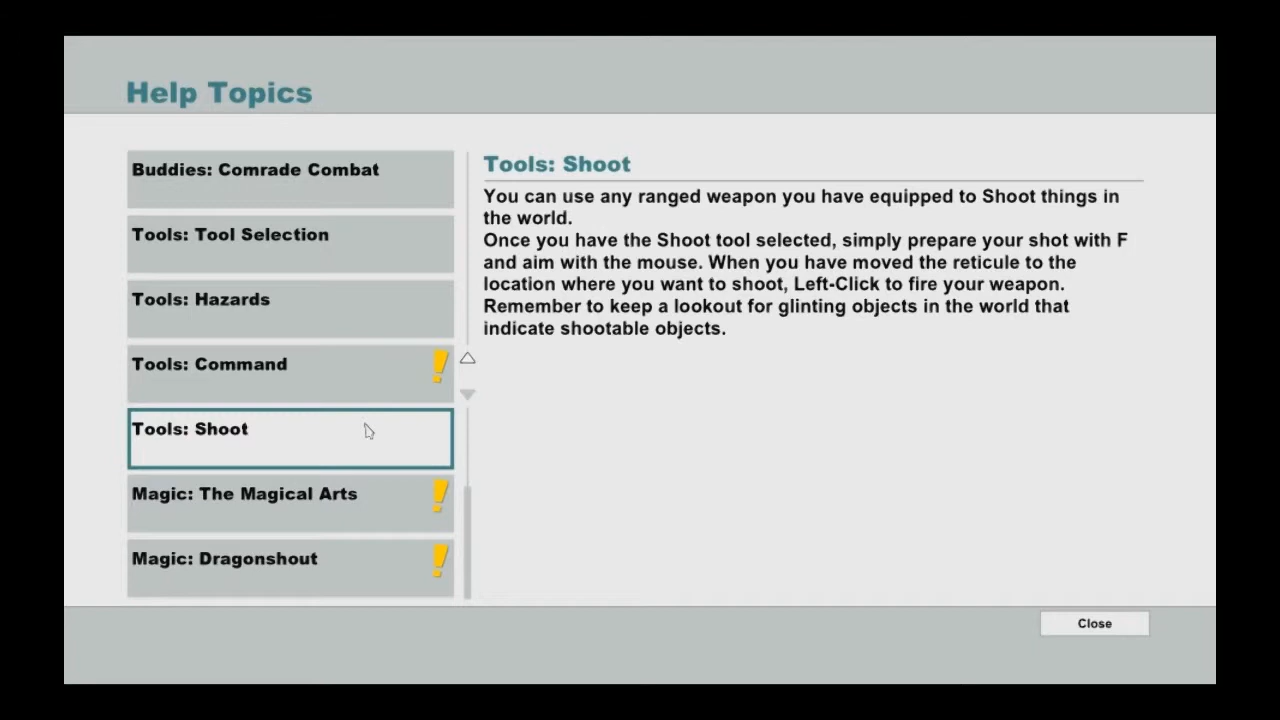 Help Topics
Buddies: Comrade Combat
Tools: Tool Selection
Tools: Hazards
Tools: Command
!
Tools: Shoot
Magic: The Magical Arts
!
Magic: Dragonshout
!
Tools: Shoot
You can use any ranged weapon you have equipped to Shoot things in
the world.
Once you have the Shoot tool selected, simply prepare your shot with F
and aim with the mouse. When you have moved the reticule to the
location where you want to shoot, Left-Click to fire your weapon.
Remember to keep a lookout for glinting objects in the world that
indicate shootable objects.
Close